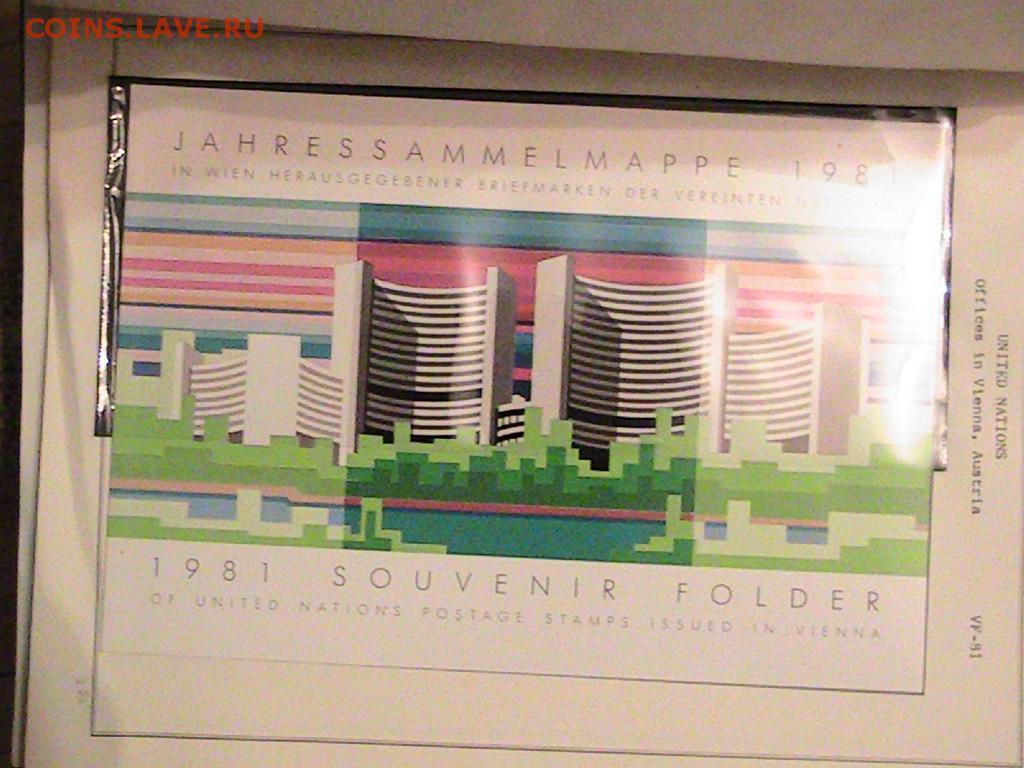 COINS.LAVE.RU
JAHRESSAMMELMAPPE 198
IN WIEN HERAUSGEGEBENER BRIEFMARKEN DER VEREINTEN NATIONEN
1981 SOUVENIR FOLDER
OF UNITED NATIONS POSTAGE STAMPS ISSUED IN VIENNA
UNITED NATIONS
Offices in Vienna, Austria
VF-81